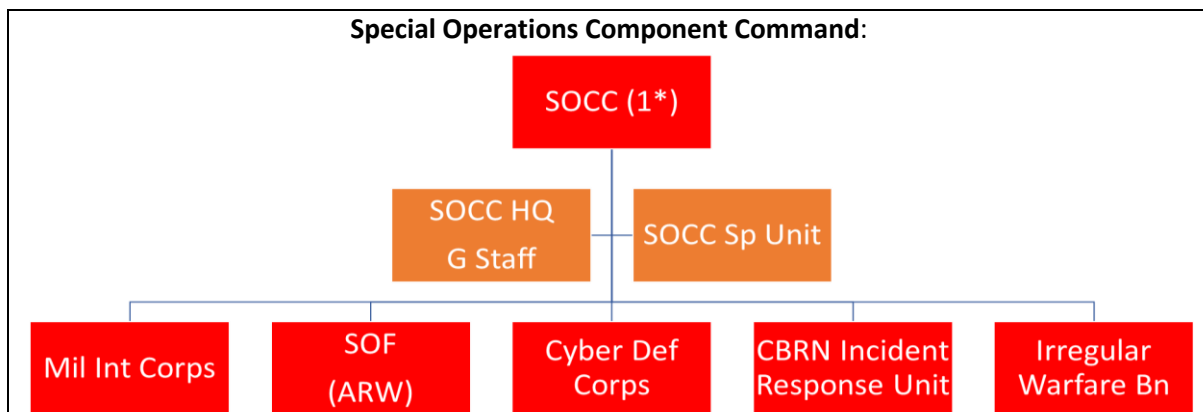 Special Operations Component Command:
SOCC (1*)
SOCC HQ
G Staff
SOCC Sp Unit
Mil Int Corps
SOF
(ARW)
Cyber Def
Corps
CBRN Incident
Response Unit
Irregular
Warfare Bn